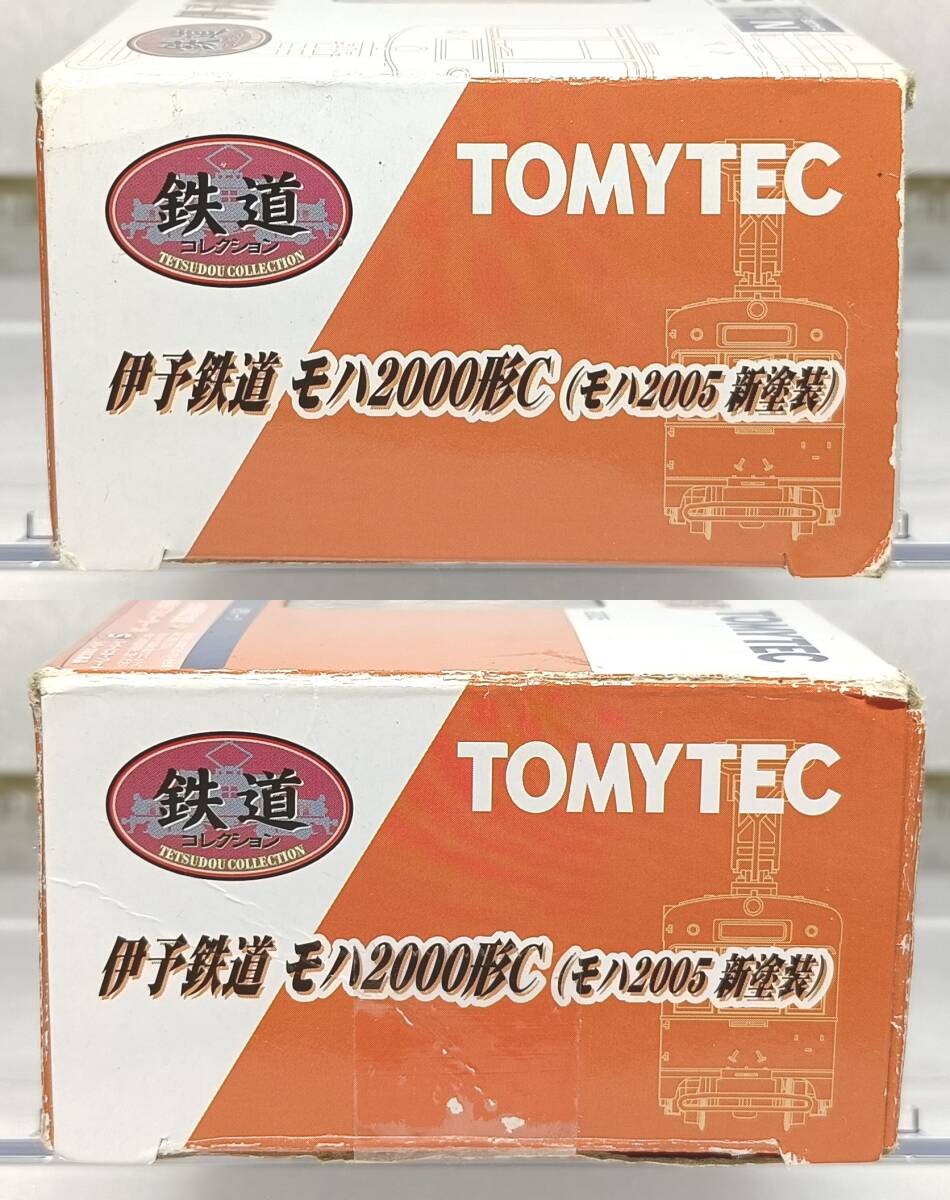 TOMYTEC
鉄道
コレクション
TETSUDOU COLLECTION
伊予鉄道 モハ2000形C (モハ2005 新塗装)
TOMYTEC
TOMYTEC
鉄道
コレクション
TETSUDOU COLLECTION
伊予鉄道 モハ2000形C (モハ2005 新塗装)